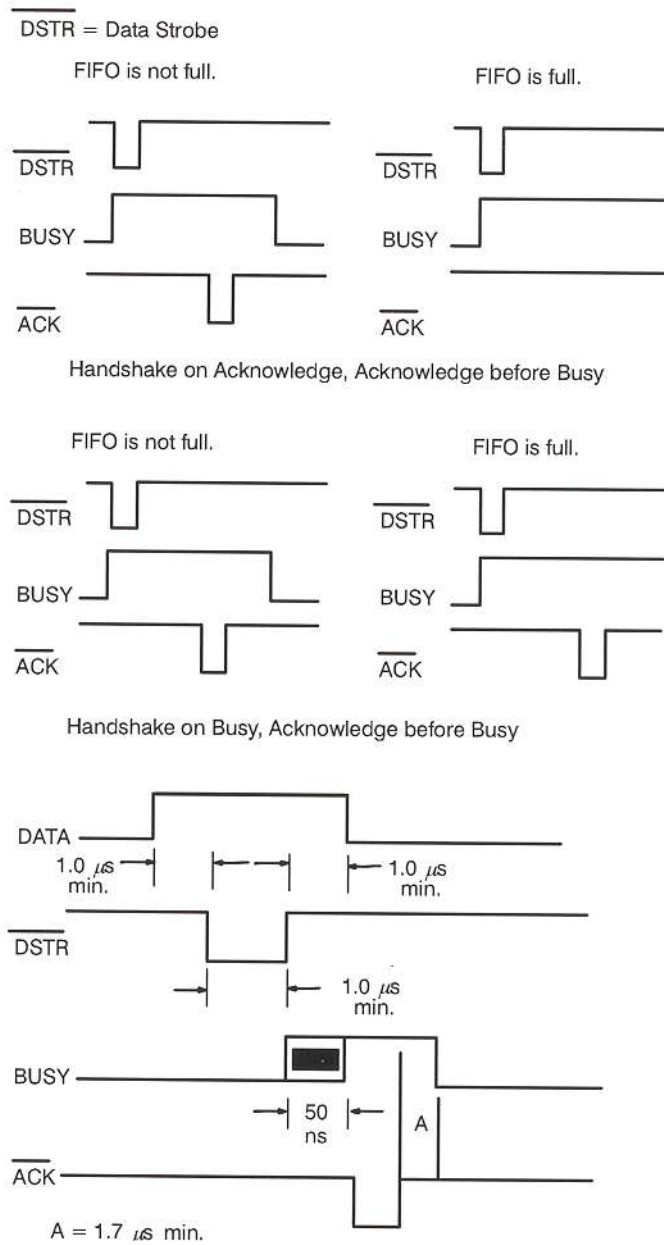 DSTR = Data Strobe
FIFO is not full.
FIFO is full.
DSTR
DSTR
BUSY
BUSY
ACK
ACK
Handshake on Acknowledge, Acknowledge before Busy
FIFO is not full.
FIFO is full.
DSTR
DSTR
BUSY
BUSY
ACK
ACK
Handshake on Busy, Acknowledge before Busy
DATA
1.0 μs
min.
1.0 μs
min.
DSTR
1.0 μs
min.
BUSY
50
ns
A
ACK
A = 1.7 μs min.